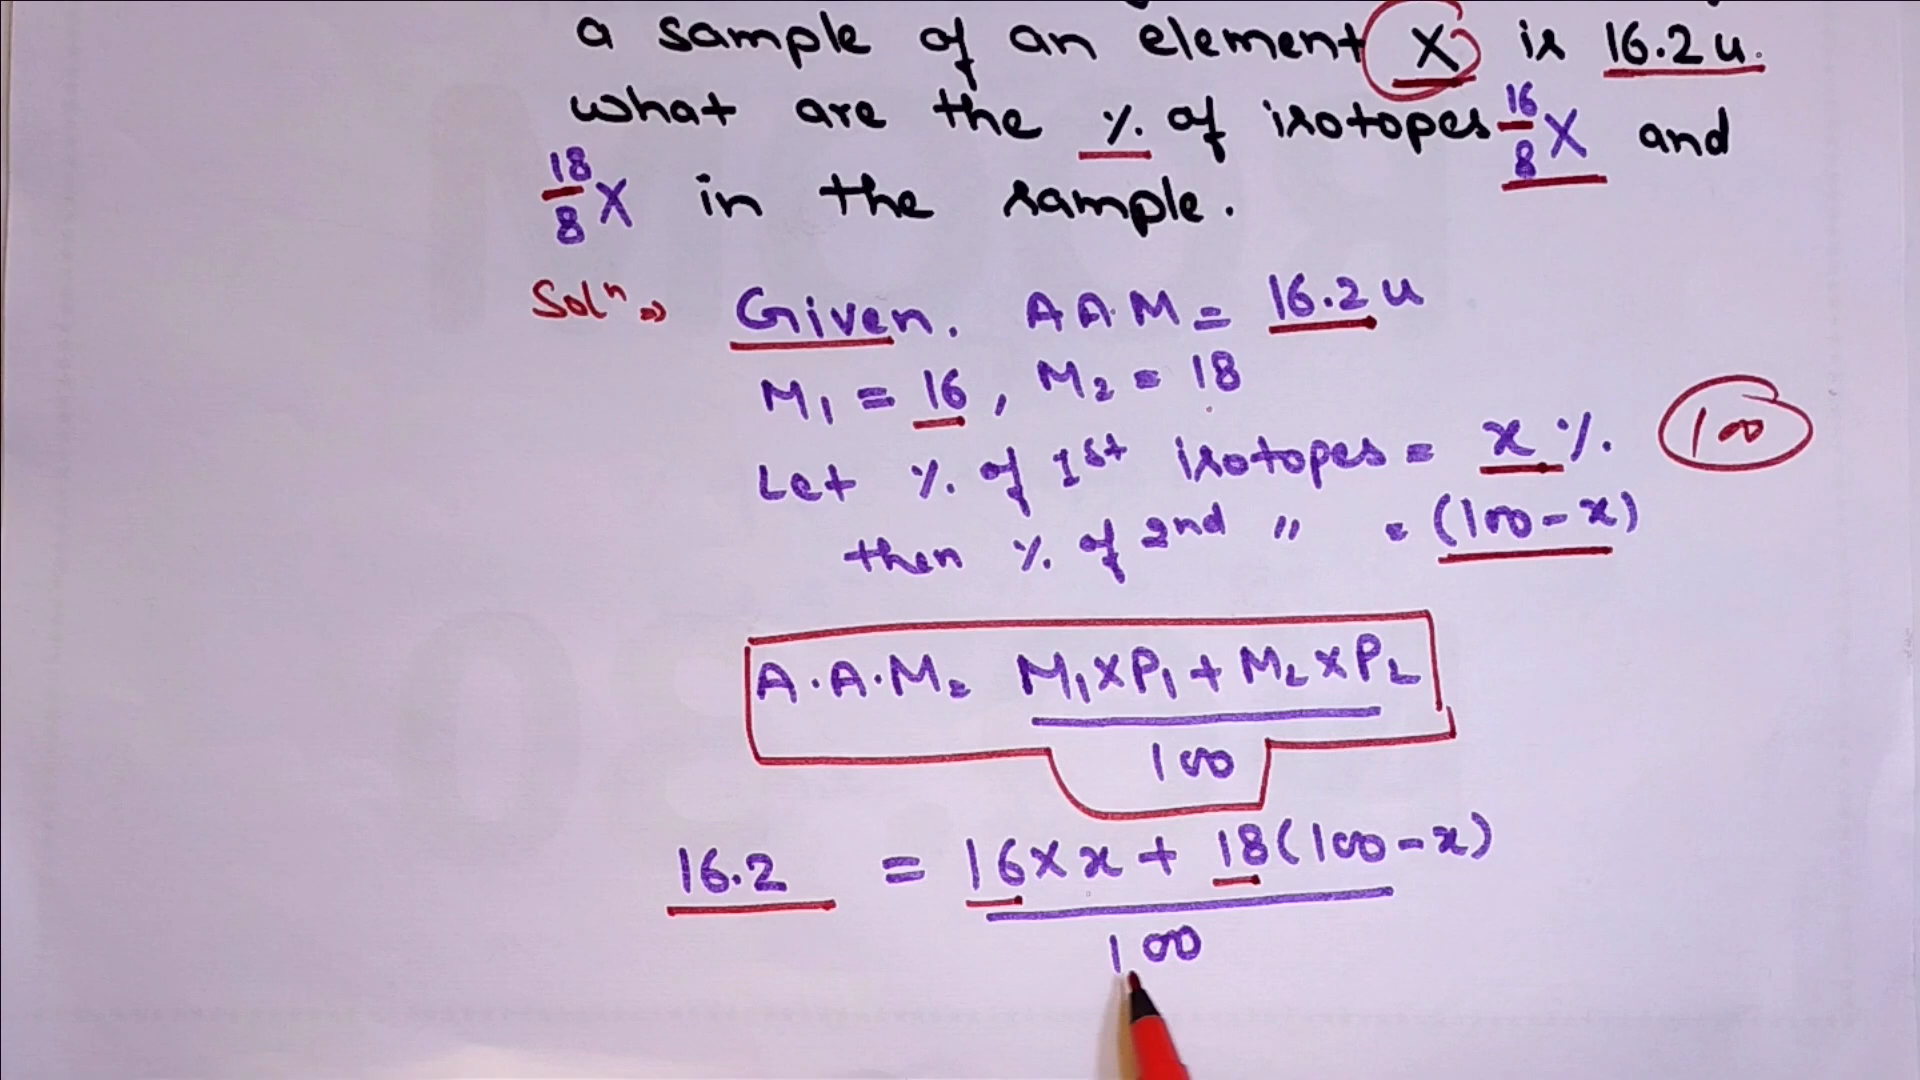 a sample of an element X is 16.2 u.
what are the % of isotopes 16/8 X and
18/8 X in the sample.
Solⁿ ⇒ Given. A A.M = 16.2 u
M₁ = 16, M₂ = 18
Let % of 1st isotopes = x % 100
then % of 2nd " = (100 - x)
A.A.M = M₁×P₁ + M₂×P₂
100
16.2 = 16×x + 18(100-x)
100